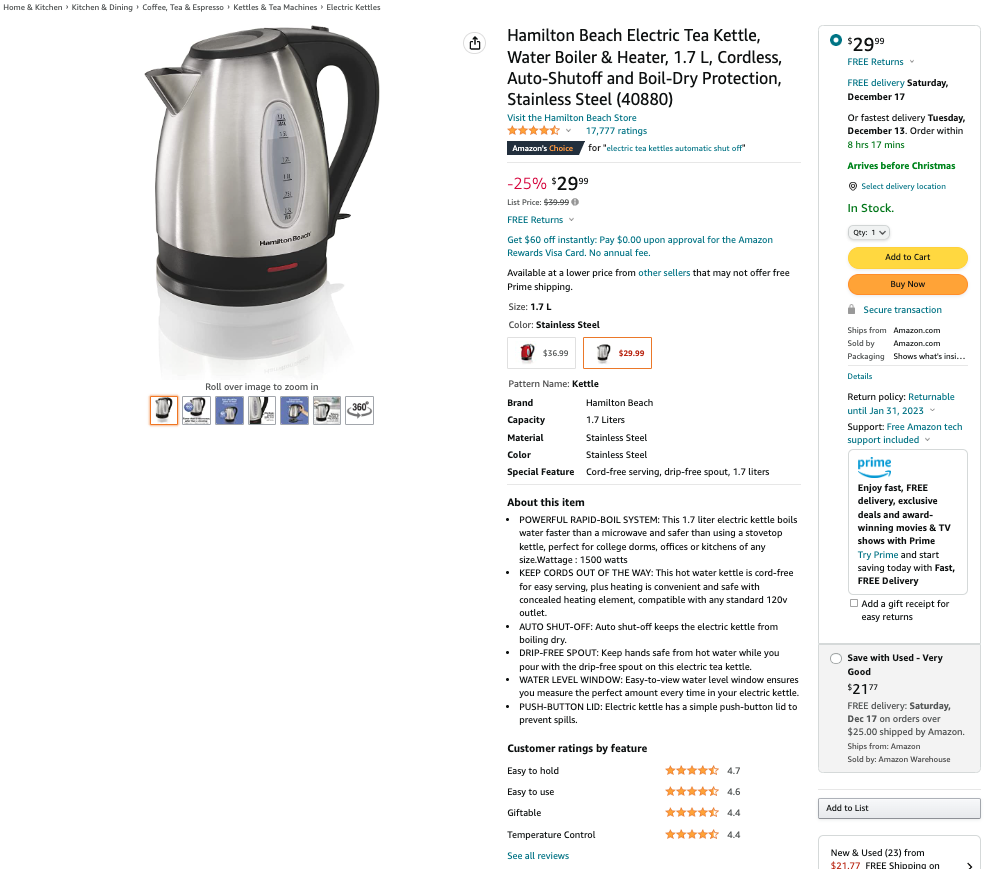 Home & Kitchen › Kitchen & Dining › Coffee, Tea & Espresso › Kettles & Tea Machines › Electric Kettles
Hamilton Beach
Roll over image to zoom in
360°
Hamilton Beach Electric Tea Kettle,
Water Boiler & Heater, 1.7 L, Cordless,
Auto-Shutoff and Boil-Dry Protection,
Stainless Steel (40880)
Visit the Hamilton Beach Store
17,777 ratings
Amazon's Choice for "electric tea kettles automatic shut off"
-25% $29 99
List Price: $39.99
FREE Returns
Get $60 off instantly: Pay $0.00 upon approval for the Amazon
Rewards Visa Card. No annual fee.
Available at a lower price from other sellers that may not offer free
Prime shipping.
Size: 1.7 L
Color: Stainless Steel
$36.99 $29.99
Pattern Name: Kettle
Brand Hamilton Beach
Capacity 1.7 Liters
Material Stainless Steel
Color Stainless Steel
Special Feature Cord-free serving, drip-free spout, 1.7 liters
About this item
• POWERFUL RAPID-BOIL SYSTEM: This 1.7 liter electric kettle boils
water faster than a microwave and safer than using a stovetop
kettle, perfect for college dorms, offices or kitchens of any
size.Wattage : 1500 watts
• KEEP CORDS OUT OF THE WAY: This hot water kettle is cord-free
for easy serving, plus heating is convenient and safe with
concealed heating element, compatible with any standard 120v
outlet.
• AUTO SHUT-OFF: Auto shut-off keeps the electric kettle from
boiling dry.
• DRIP-FREE SPOUT: Keep hands safe from hot water while you
pour with the drip-free spout on this electric tea kettle.
• WATER LEVEL WINDOW: Easy-to-view water level window ensures
you measure the perfect amount every time in your electric kettle.
• PUSH-BUTTON LID: Electric kettle has a simple push-button lid to
prevent spills.
Customer ratings by feature
Easy to hold 4.7
Easy to use 4.6
Giftable 4.4
Temperature Control 4.4
See all reviews
$29 99
FREE Returns
FREE delivery Saturday,
December 17
Or fastest delivery Tuesday,
December 13. Order within
8 hrs 17 mins
Arrives before Christmas
Select delivery location
In Stock.
Qty: 1
Add to Cart
Buy Now
Secure transaction
Ships from Amazon.com
Sold by Amazon.com
Packaging Shows what's insi…
Details
Return policy: Returnable
until Jan 31, 2023
Support: Free Amazon tech
support included
prime
Enjoy fast, FREE
delivery, exclusive
deals and award-
winning movies & TV
shows with Prime
Try Prime and start
saving today with Fast,
FREE Delivery
Add a gift receipt for
easy returns
Save with Used - Very
Good
$21 77
FREE delivery: Saturday,
Dec 17 on orders over
$25.00 shipped by Amazon.
Ships from: Amazon
Sold by: Amazon Warehouse
Add to List
New & Used (23) from
$21.77 FREE Shipping on